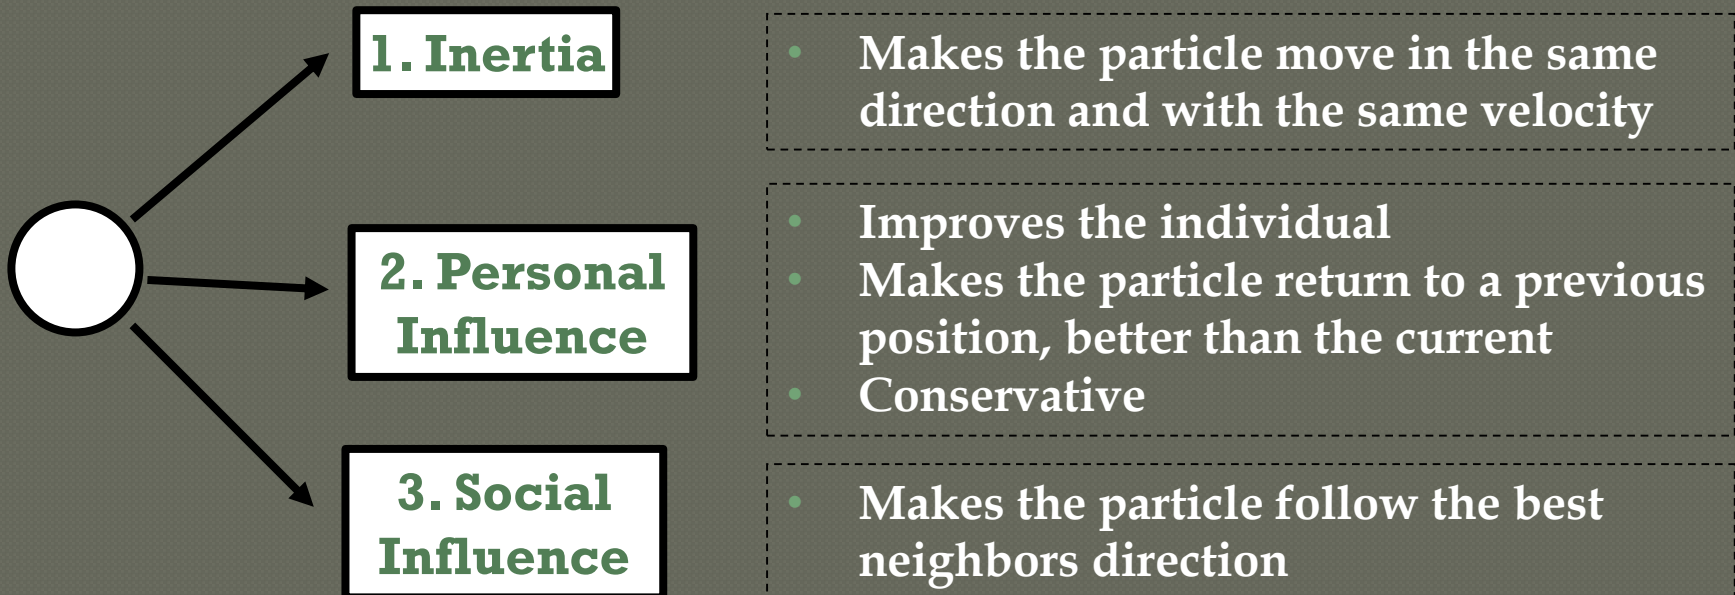 1. Inertia
• Makes the particle move in the same
direction and with the same velocity
2. Personal
Influence
• Improves the individual
• Makes the particle return to a previous
position, better than the current
• Conservative
3. Social
Influence
• Makes the particle follow the best
neighbors direction